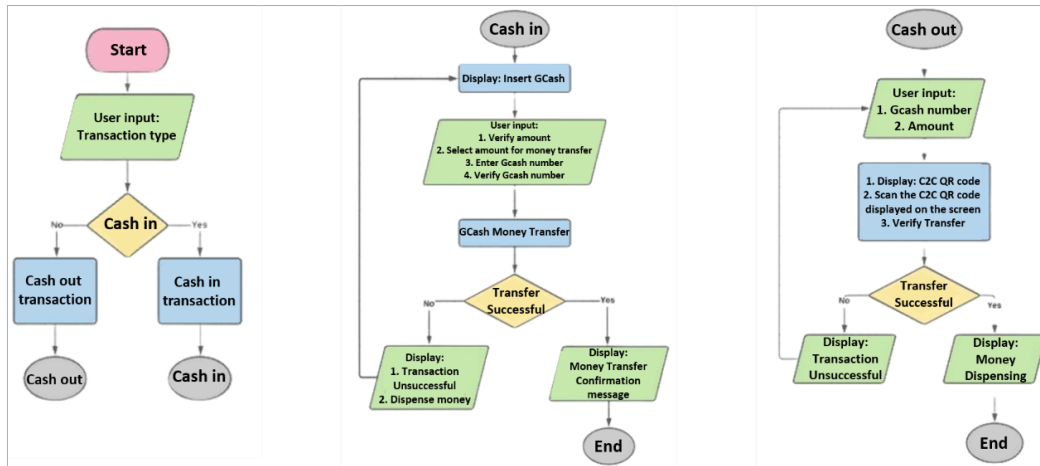 Start
User input:
Transaction type
Cash in
No
Yes
Cash out
transaction
Cash in
transaction
Cash out
Cash in
Cash in
Display: Insert GCash
User input:
1. Verify amount
2. Select amount for money transfer
3. Enter Gcash number
4. Verify Gcash number
GCash Money Transfer
Transfer
Successful
No
Yes
Display:
1. Transaction
Unsuccessful
2. Dispense money
Display:
Money Transfer
Confirmation
message
End
Cash out
User input:
1. Gcash number
2. Amount
1. Display: C2C QR code
2. Scan the C2C QR code
displayed on the screen
3. Verify Transfer
Transfer
Successful
No
Yes
Display:
Transaction
Unsuccessful
Display:
Money
Dispensing
End